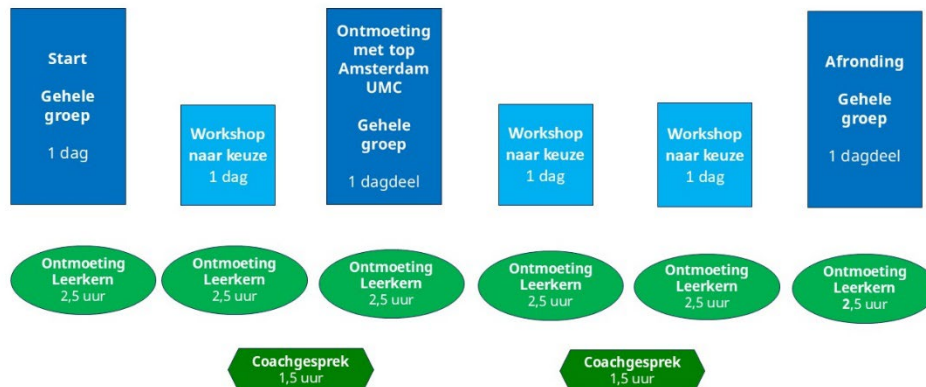 Start
Gehele
groep
1 dag
Workshop
naar keuze
1 dag
Ontmoeting
met top
Amsterdam
UMC
Gehele
groep
1 dagdeel
Workshop
naar keuze
1 dag
Workshop
naar keuze
1 dag
Afronding
Gehele
groep
1 dagdeel
Ontmoeting
Leerkern
2,5 uur
Ontmoeting
Leerkern
2,5 uur
Ontmoeting
Leerkern
2,5 uur
Ontmoeting
Leerkern
2,5 uur
Ontmoeting
Leerkern
2,5 uur
Ontmoeting
Leerkern
2,5 uur
Coachgesprek
1,5 uur
Coachgesprek
1,5 uur